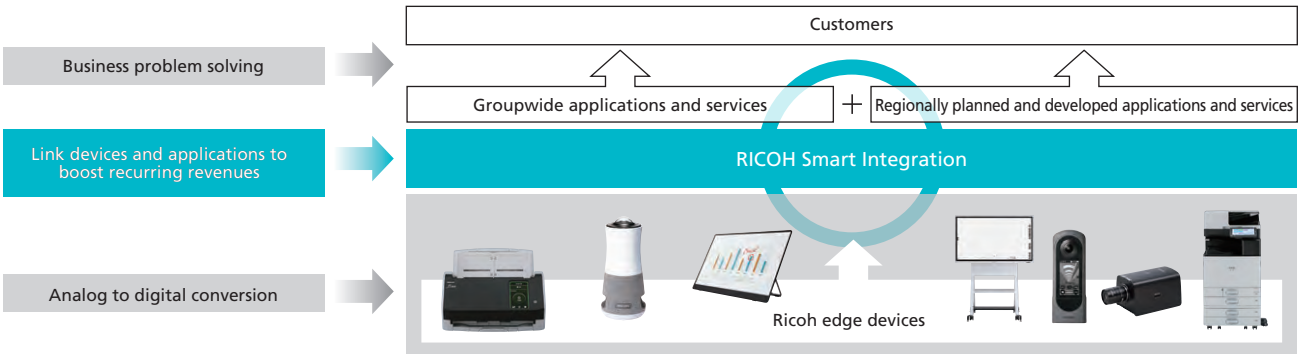 Customers
Business problem solving
Groupwide applications and services
+
Regionally planned and developed applications and services
Link devices and applications to
boost recurring revenues
RICOH Smart Integration
Analog to digital conversion
Ricoh edge devices